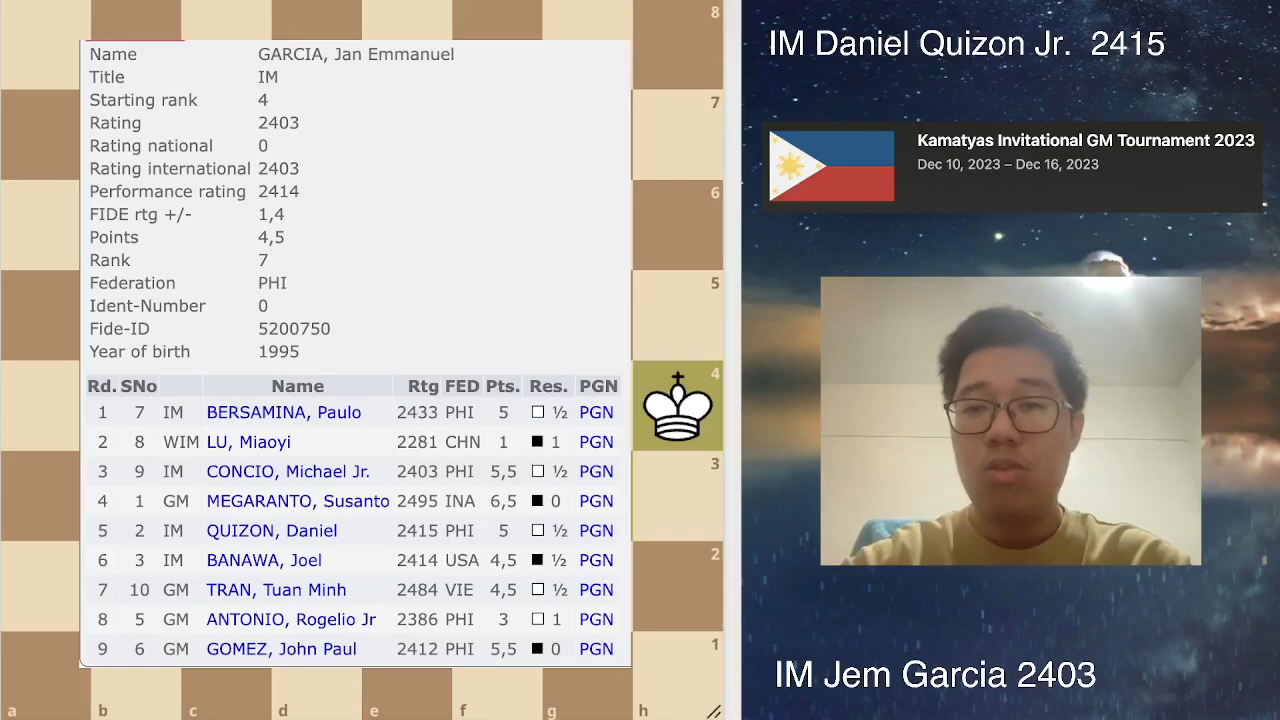 8
Name GARCIA, Jan Emmanuel
Title IM
Starting rank 4
Rating 2403
Rating national 0
Rating international 2403
Performance rating 2414
FIDE rtg +/- 1,4
Points 4,5
Rank 7
Federation PHI
Ident-Number 0
Fide-ID 5200750
Year of birth 1995
Rd. SNo Name Rtg FED Pts. Res. PGN
1 7 IM BERSAMINA, Paulo 2433 PHI 5 ½ PGN
2 8 WIM LU, Miaoyi 2281 CHN 1 1 PGN
3 9 IM CONCIO, Michael Jr. 2403 PHI 5,5 ½ PGN
4 1 GM MEGARANTO, Susanto 2495 INA 6,5 0 PGN
5 2 IM QUIZON, Daniel 2415 PHI 5 ½ PGN
6 3 IM BANAWA, Joel 2414 USA 4,5 ½ PGN
7 10 GM TRAN, Tuan Minh 2484 VIE 4,5 ½ PGN
8 5 GM ANTONIO, Rogelio Jr 2386 PHI 3 1 PGN
9 6 GM GOMEZ, John Paul 2412 PHI 5,5 0 PGN
7
6
5
4
3
2
1
a b c d e f g h
IM Daniel Quizon Jr. 2415
Kamatyas Invitational GM Tournament 2023
Dec 10, 2023 – Dec 16, 2023
IM Jem Garcia 2403